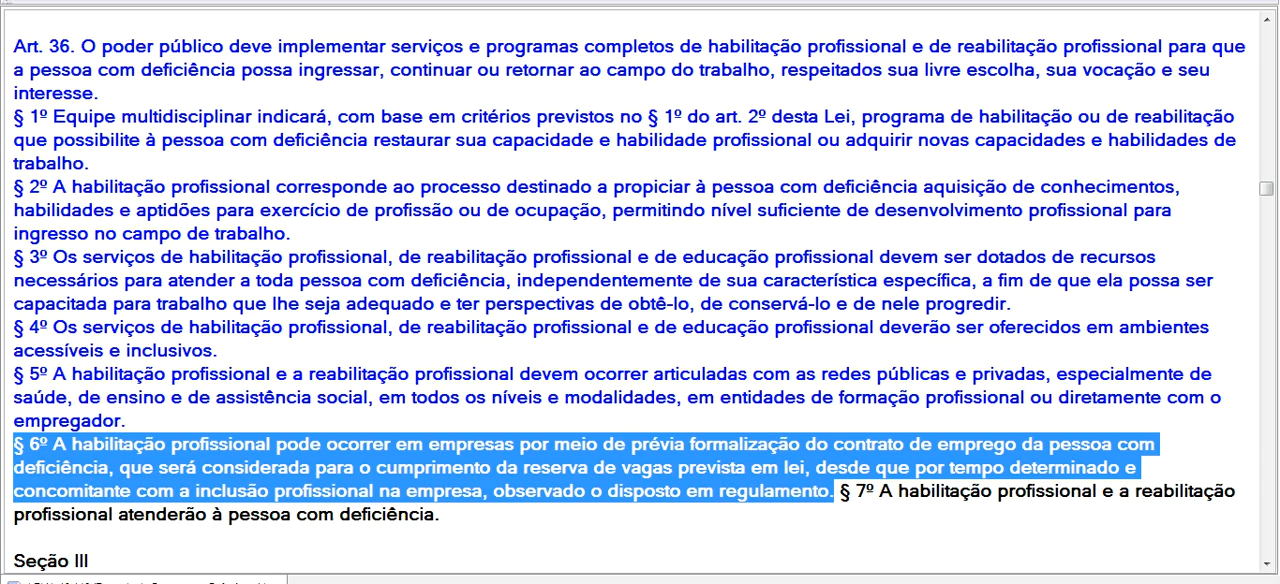 Art. 36. O poder público deve implementar serviços e programas completos de habilitação profissional e de reabilitação profissional para que
a pessoa com deficiência possa ingressar, continuar ou retornar ao campo do trabalho, respeitados sua livre escolha, sua vocação e seu
interesse.
§ 1º Equipe multidisciplinar indicará, com base em critérios previstos no § 1º do art. 2º desta Lei, programa de habilitação ou de reabilitação
que possibilite à pessoa com deficiência restaurar sua capacidade e habilidade profissional ou adquirir novas capacidades e habilidades de
trabalho.
§ 2º A habilitação profissional corresponde ao processo destinado a propiciar à pessoa com deficiência aquisição de conhecimentos,
habilidades e aptidões para exercício de profissão ou de ocupação, permitindo nível suficiente de desenvolvimento profissional para
ingresso no campo de trabalho.
§ 3º Os serviços de habilitação profissional, de reabilitação profissional e de educação profissional devem ser dotados de recursos
necessários para atender a toda pessoa com deficiência, independentemente de sua característica específica, a fim de que ela possa ser
capacitada para trabalho que lhe seja adequado e ter perspectivas de obtê-lo, de conservá-lo e de nele progredir.
§ 4º Os serviços de habilitação profissional, de reabilitação profissional e de educação profissional deverão ser oferecidos em ambientes
acessíveis e inclusivos.
§ 5º A habilitação profissional e a reabilitação profissional devem ocorrer articuladas com as redes públicas e privadas, especialmente de
saúde, de ensino e de assistência social, em todos os níveis e modalidades, em entidades de formação profissional ou diretamente com o
empregador.
§ 6º A habilitação profissional pode ocorrer em empresas por meio de prévia formalização do contrato de emprego da pessoa com
deficiência, que será considerada para o cumprimento da reserva de vagas prevista em lei, desde que por tempo determinado e
concomitante com a inclusão profissional na empresa, observado o disposto em regulamento. § 7º A habilitação profissional e a reabilitação
profissional atenderão à pessoa com deficiência.
Seção III